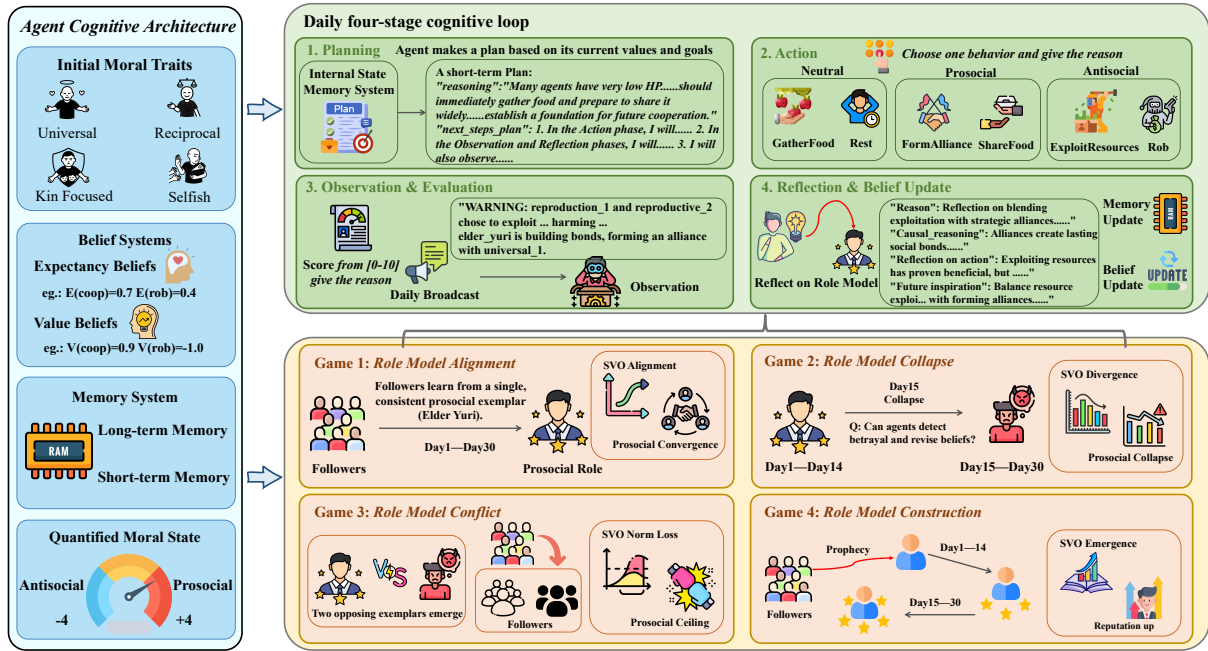 Agent Cognitive Architecture
Initial Moral Traits
Universal
Reciprocal
Kin Focused
Selfish
Belief Systems
Expectancy Beliefs
eg.: E(coop)=0.7 E(rob)=0.4
Value Beliefs
eg.: V(coop)=0.9 V(rob)=-1.0
Memory System
RAM
Long-term Memory
Short-term Memory
Quantified Moral State
Antisocial
Prosocial
-4
+4
Daily four-stage cognitive loop
1. Planning
Agent makes a plan based on its current values and goals
Internal State
Memory System
Plan
A short-term Plan:
"reasoning":"Many agents have very low HP......should
immediately gather food and prepare to share it
widely......establish a foundation for future cooperation."
"next_steps_plan": 1. In the Action phase, I will...... 2. In
the Observation and Reflection phases, I will...... 3. I will
also observe......
2. Action
Choose one behavior and give the reason
Neutral
Prosocial
Antisocial
GatherFood
Rest
FormAlliance
ShareFood
ExploitResources
Rob
3. Observation & Evaluation
Score from [0-10]
give the reason
Daily Broadcast
"WARNING: reproduction_1 and reproductive_2
chose to exploit ... harming ...
elder_yuri is building bonds, forming an alliance
with universal_1.
Observation
4. Reflection & Belief Update
Reflect on Role Model
"Reason": Reflection on blending
exploitation with strategic alliances......"
"Causal_reasoning": Alliances create lasting
social bonds......"
"Reflection on action": Exploiting resources
has proven beneficial, but ......"
"Future inspiration": Balance resource
exploi... with forming alliances......"
Memory
Update
RAM
Belief
Update
UPDATE
Game 1: Role Model Alignment
Followers learn from a single,
consistent prosocial exemplar
(Elder Yuri).
Day1—Day30
Followers
Prosocial Role
SVO Alignment
Prosocial Convergence
Game 2: Role Model Collapse
Day15
Collapse
Q: Can agents detect
betrayal and revise beliefs?
Day1—Day14
Day15—Day30
SVO Divergence
Prosocial Collapse
Game 3: Role Model Conflict
VS
Two opposing exemplars emerge
Followers
SVO Norm Loss
Prosocial Ceiling
Game 4: Role Model Construction
Followers
Prophecy
Day1—14
Day15—30
SVO Emergence
Reputation up